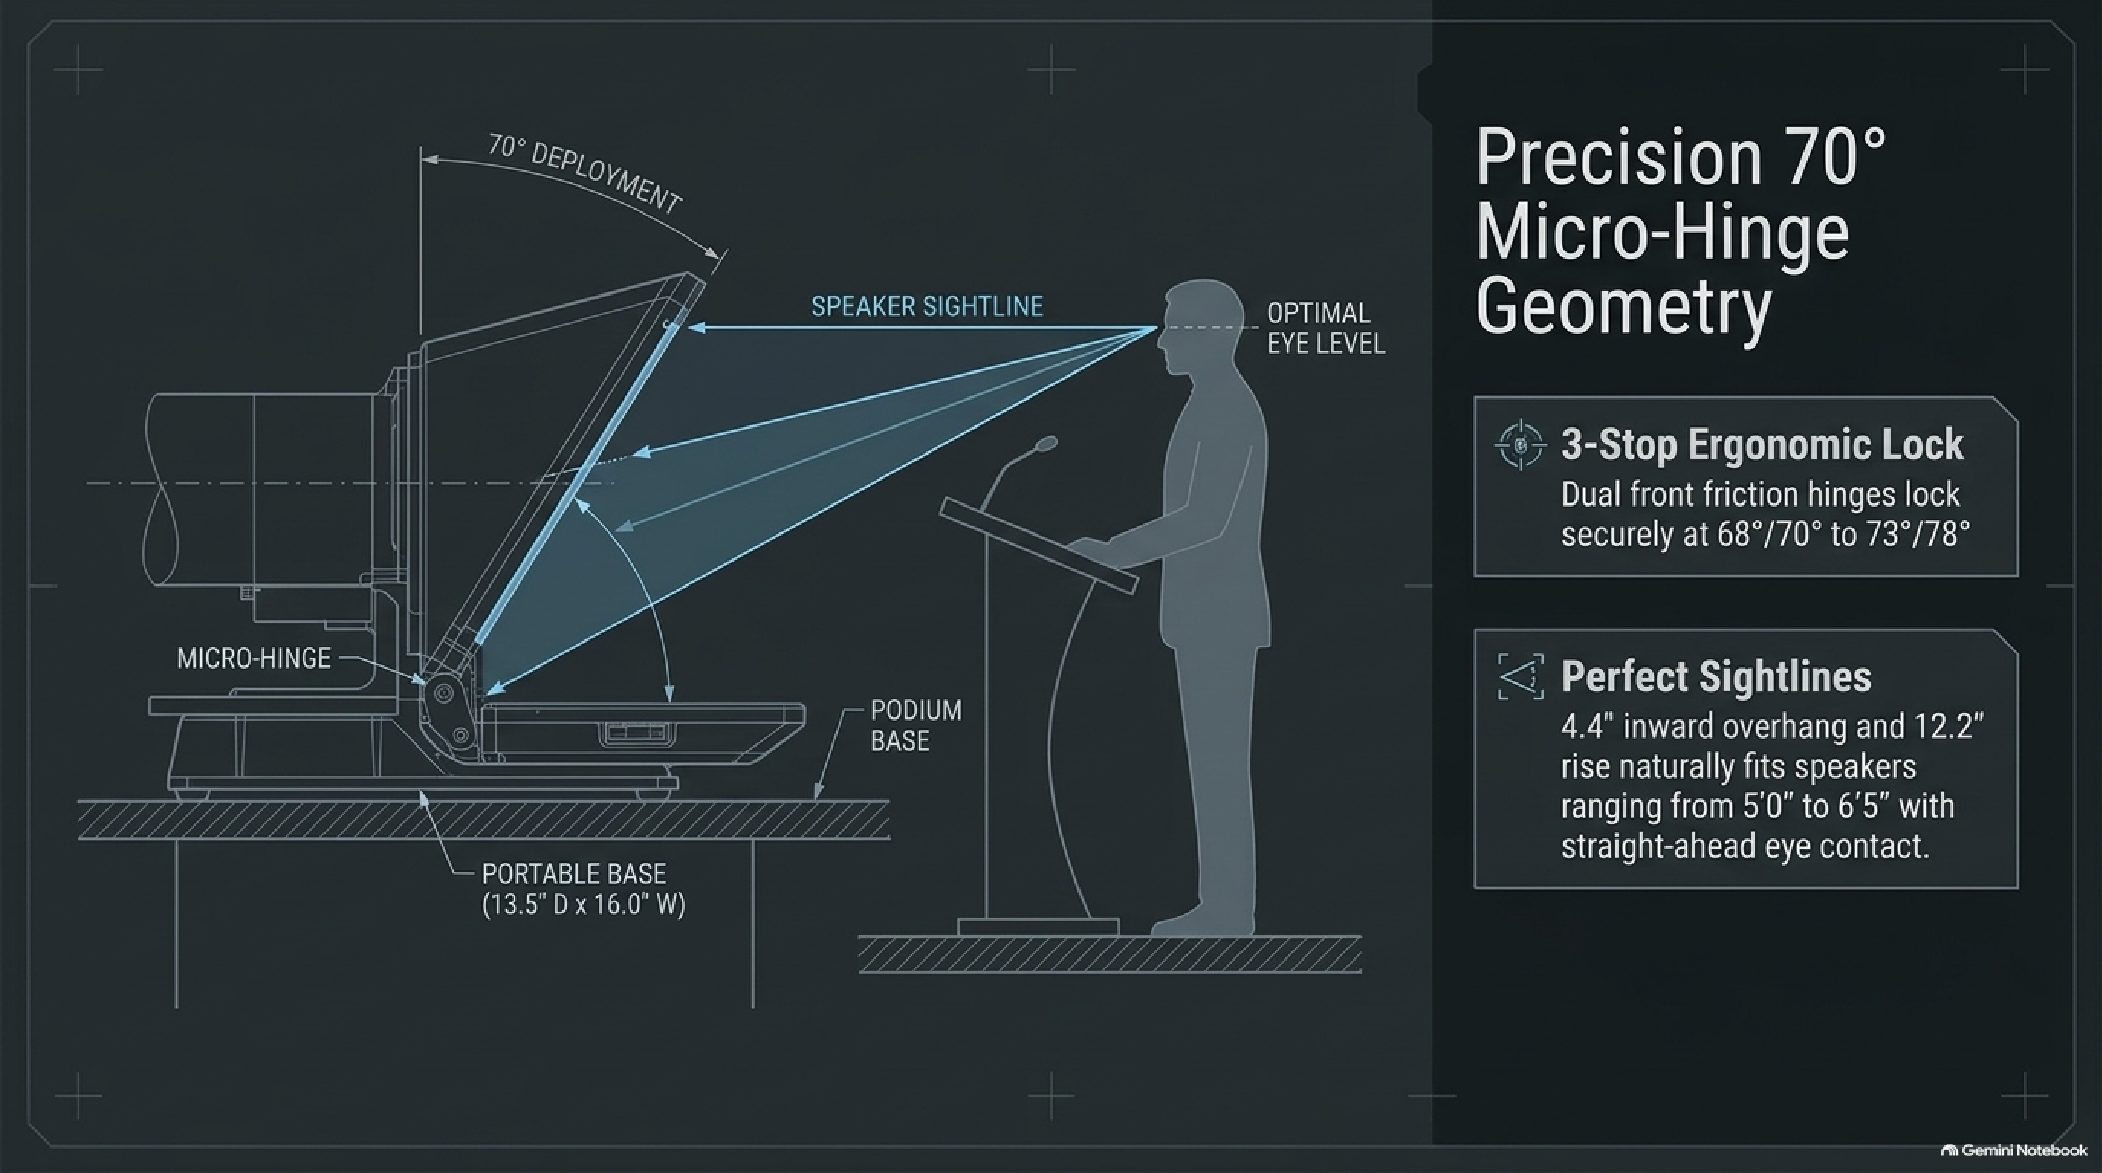 70° DEPLOYMENT
SPEAKER SIGHTLINE
OPTIMAL
EYE LEVEL
MICRO-HINGE
PODIUM
BASE
PORTABLE BASE
(13.5" D x 16.0" W)
Precision 70°
Micro-Hinge
Geometry
3-Stop Ergonomic Lock
Dual front friction hinges lock
securely at 68°/70° to 73°/78°
Perfect Sightlines
4.4" inward overhang and 12.2"
rise naturally fits speakers
ranging from 5'0" to 6'5" with
straight-ahead eye contact.
Gemini Notebook